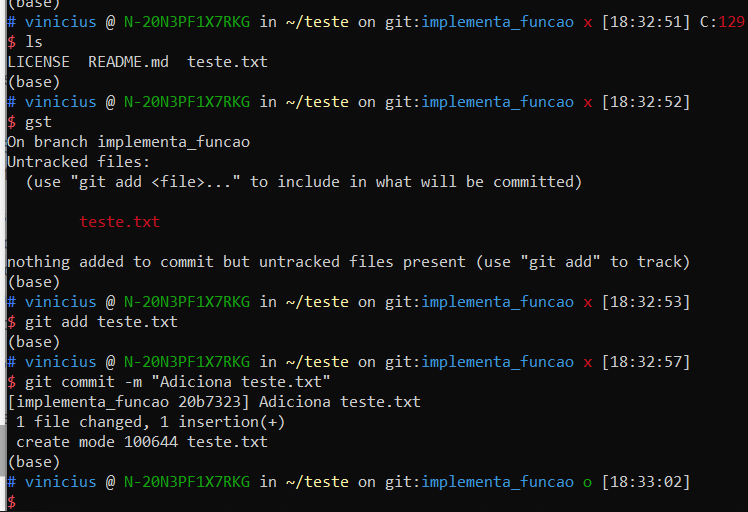 (base)
# vinicius @ N-20N3PF1X7RKG in ~/teste on git:implementa_funcao x [18:32:51] C:129
$ ls
LICENSE  README.md  teste.txt
(base)
# vinicius @ N-20N3PF1X7RKG in ~/teste on git:implementa_funcao x [18:32:52]
$ gst
On branch implementa_funcao
Untracked files:
  (use "git add <file>..." to include in what will be committed)
        teste.txt
nothing added to commit but untracked files present (use "git add" to track)
(base)
# vinicius @ N-20N3PF1X7RKG in ~/teste on git:implementa_funcao x [18:32:53]
$ git add teste.txt
(base)
# vinicius @ N-20N3PF1X7RKG in ~/teste on git:implementa_funcao x [18:32:57]
$ git commit -m "Adiciona teste.txt"
[implementa_funcao 20b7323] Adiciona teste.txt
 1 file changed, 1 insertion(+)
 create mode 100644 teste.txt
(base)
# vinicius @ N-20N3PF1X7RKG in ~/teste on git:implementa_funcao o [18:33:02]
$